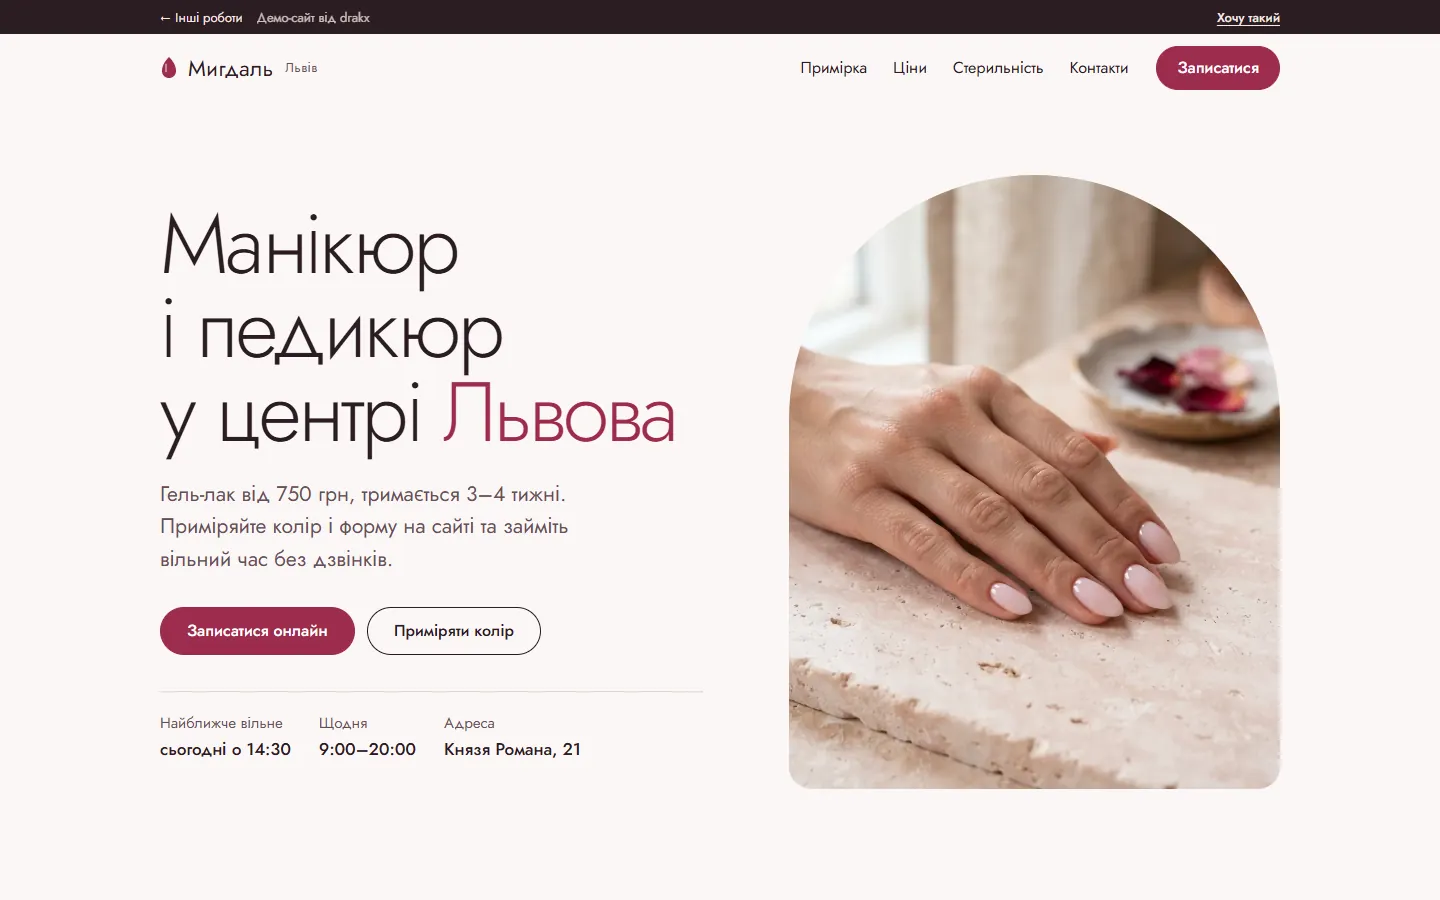 ← Інші роботи Демо-сайт від drakx Хочу такий
Мигдаль Львів Примірка Ціни Стерильність Контакти Записатися
Манікюр
і педикюр
у центрі Львова
Гель-лак від 750 грн, тримається 3–4 тижні.
Приміряйте колір і форму на сайті та займіть
вільний час без дзвінків.
Записатися онлайн Приміряти колір
Найближче вільне Щодня Адреса
сьогодні о 14:30 9:00–20:00 Князя Романа, 21